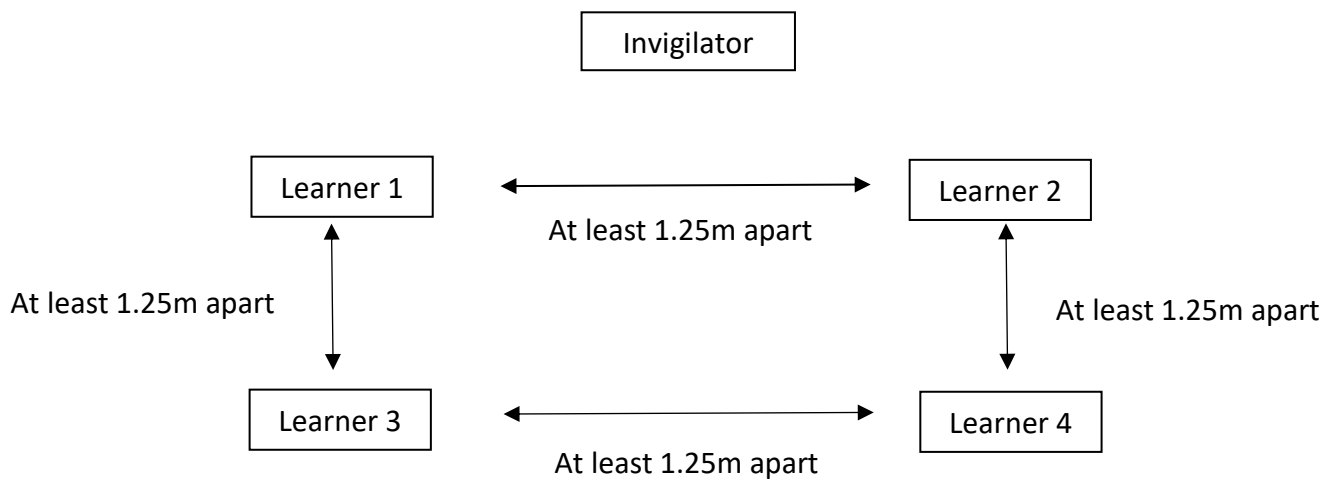 Invigilator
Learner 1
Learner 2
At least 1.25m apart
At least 1.25m apart
At least 1.25m apart
Learner 3
Learner 4
At least 1.25m apart